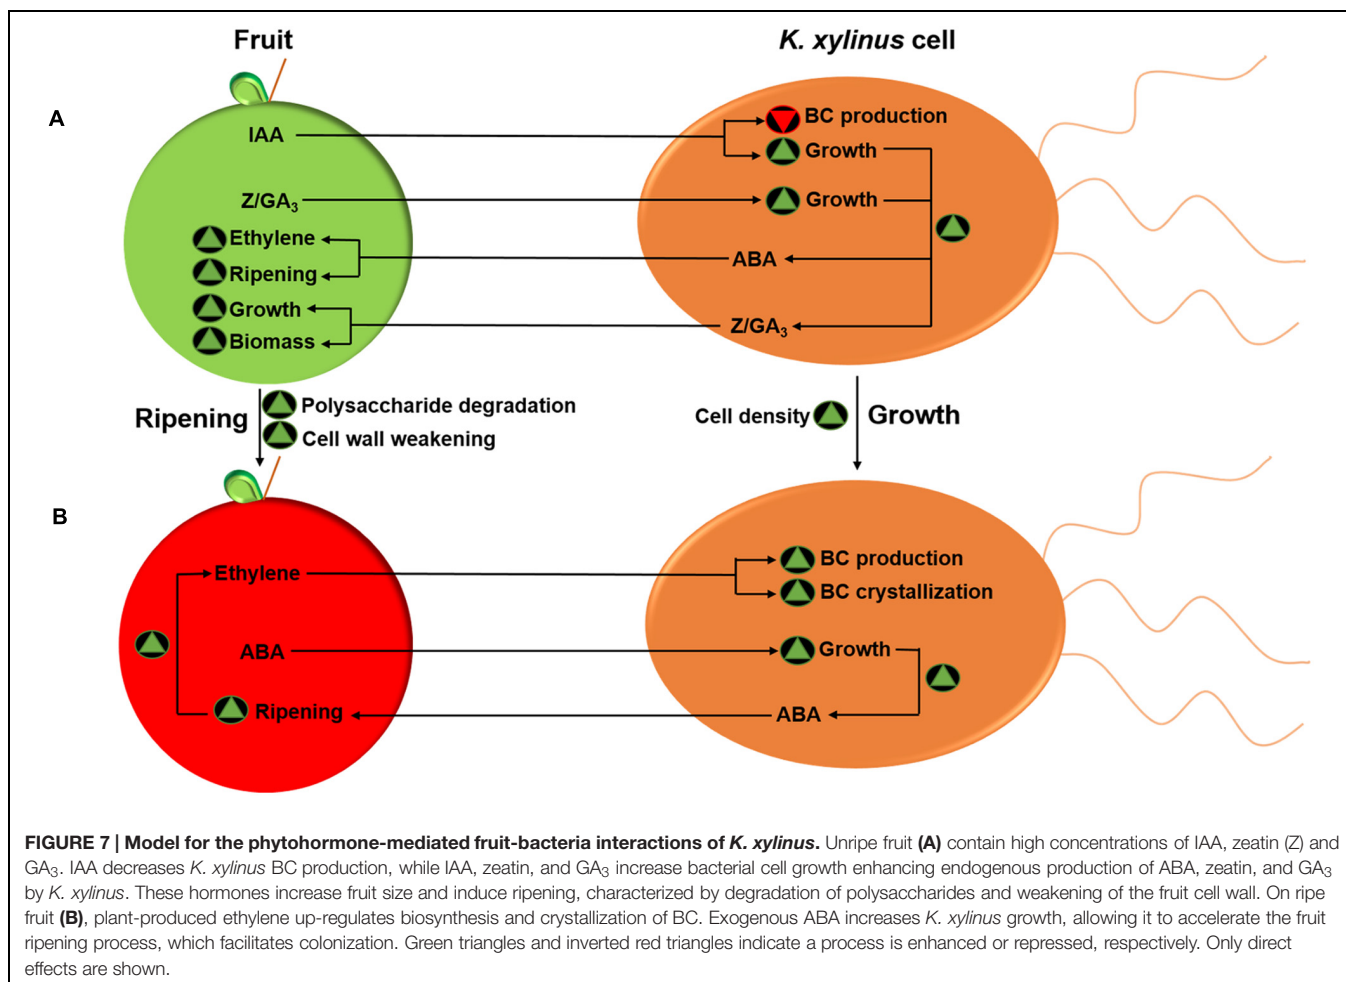 Fruit
K. xylinus cell
A
IAA
BC production
Growth
Z/GA3
Growth
Ethylene
Ripening
ABA
Growth
Biomass
Z/GA3
Ripening
Polysaccharide degradation
Cell wall weakening
Cell density
Growth
B
Ethylene
BC production
BC crystallization
ABA
Growth
Ripening
ABA
FIGURE 7 | Model for the phytohormone-mediated fruit-bacteria interactions of K. xylinus. Unripe fruit (A) contain high concentrations of IAA, zeatin (Z) and
GA3. IAA decreases K. xylinus BC production, while IAA, zeatin, and GA3 increase bacterial cell growth enhancing endogenous production of ABA, zeatin, and GA3
by K. xylinus. These hormones increase fruit size and induce ripening, characterized by degradation of polysaccharides and weakening of the fruit cell wall. On ripe
fruit (B), plant-produced ethylene up-regulates biosynthesis and crystallization of BC. Exogenous ABA increases K. xylinus growth, allowing it to accelerate the fruit
ripening process, which facilitates colonization. Green triangles and inverted red triangles indicate a process is enhanced or repressed, respectively. Only direct
effects are shown.